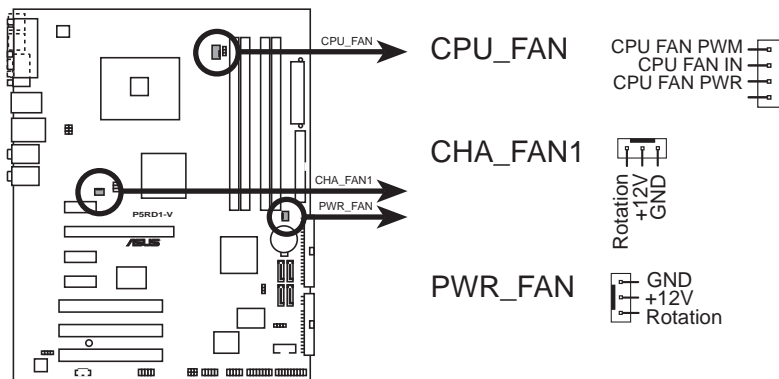 CPU_FAN
CPU_FAN
CPU FAN PWM
CPU FAN IN
CPU FAN PWR
CHA_FAN1
CHA_FAN1
Rotation
+12V
GND
PWR_FAN
P5RD1-V
ASUS
PWR_FAN
GND
+12V
Rotation